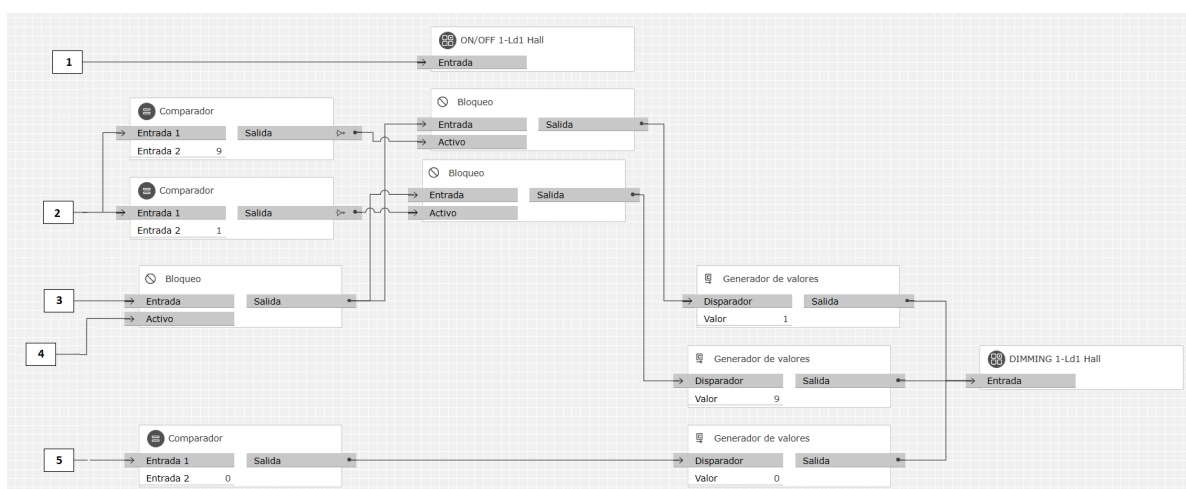 1
ON/OFF 1-Ld1 Hall
Entrada
Bloqueo
Entrada Salida
Activo
Comparador
Entrada 1 Salida
Entrada 2 9
Bloqueo
Entrada Salida
Activo
2
Comparador
Entrada 1 Salida
Entrada 2 1
3
4
Bloqueo
Entrada Salida
Activo
Generador de valores
Disparador Salida
Valor 1
Generador de valores
Disparador Salida
Valor 9
DIMMING 1-Ld1 Hall
Entrada
5
Comparador
Entrada 1 Salida
Entrada 2 0
Generador de valores
Disparador Salida
Valor 0